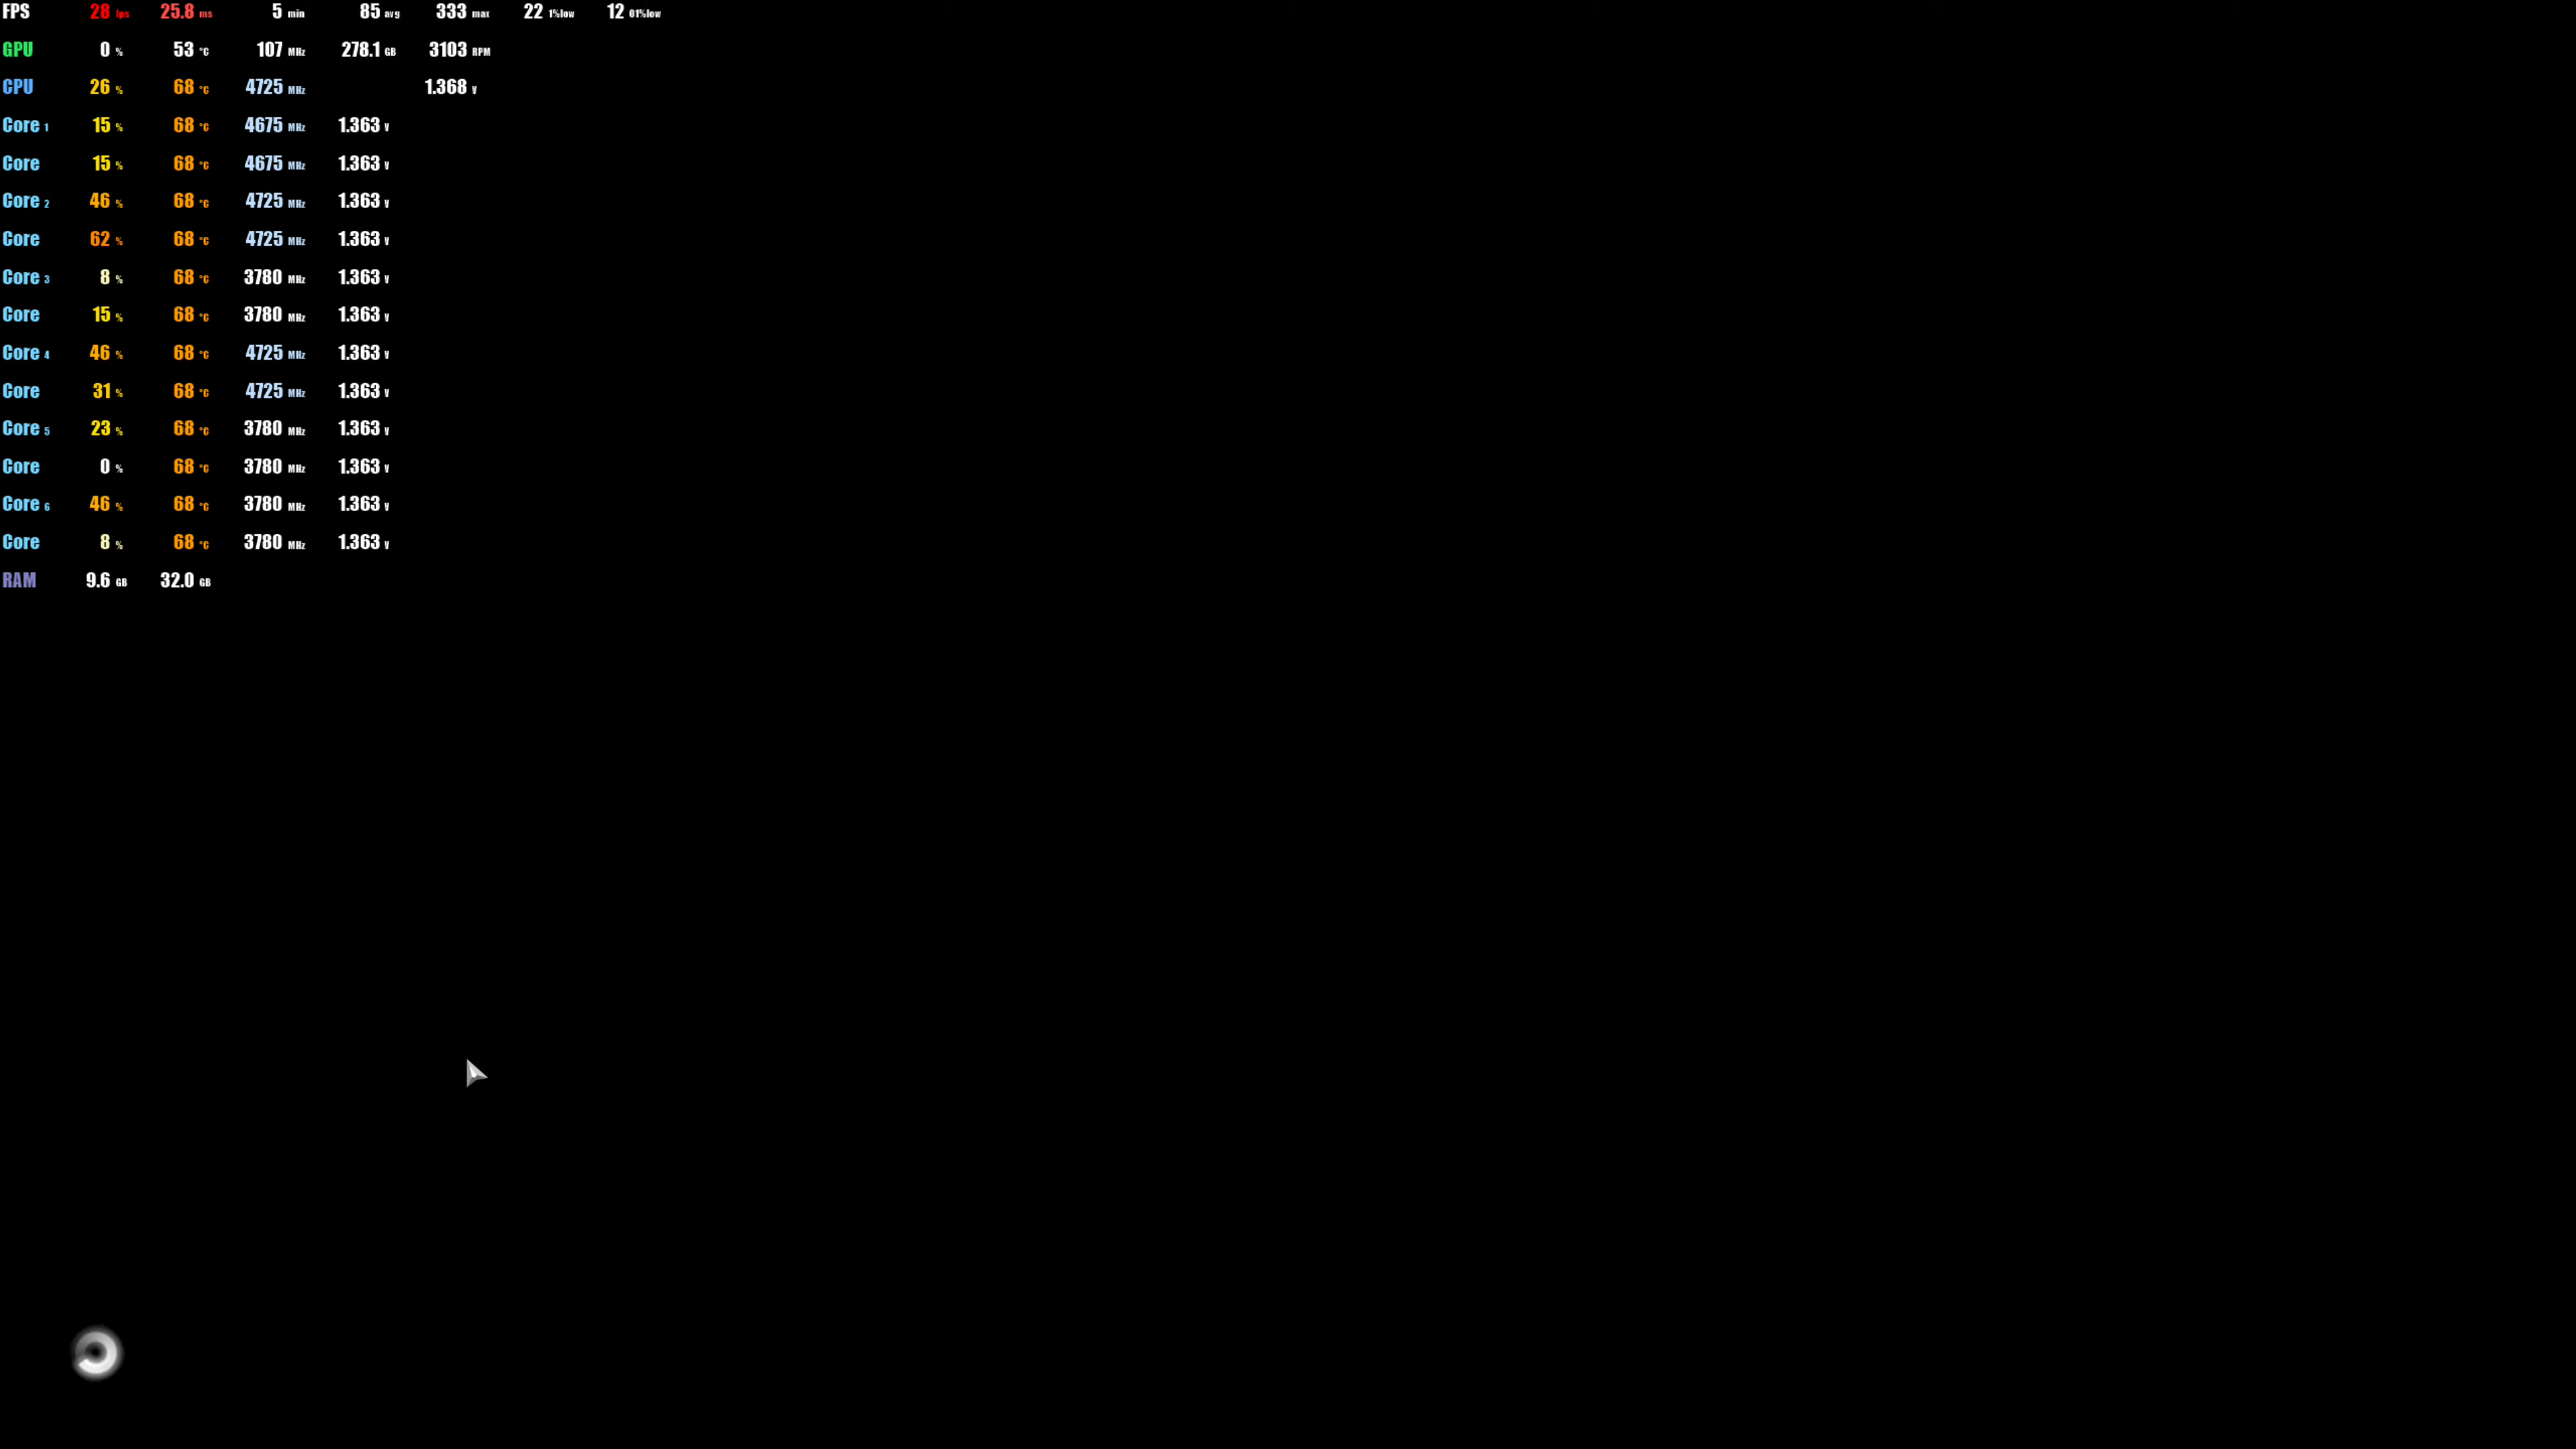 FPS 28 fps 25.8 ms 5 min 85 avg 333 max 22 1%low 12 01%low
GPU 0 % 53 °C 107 MHz 278.1 GB 3103 RPM
CPU 26 % 68 °C 4725 MHz 1.368 V
Core 1 15 % 68 °C 4675 MHz 1.363 V
Core 15 % 68 °C 4675 MHz 1.363 V
Core 2 46 % 68 °C 4725 MHz 1.363 V
Core 62 % 68 °C 4725 MHz 1.363 V
Core 3 8 % 68 °C 3780 MHz 1.363 V
Core 15 % 68 °C 3780 MHz 1.363 V
Core 4 46 % 68 °C 4725 MHz 1.363 V
Core 31 % 68 °C 4725 MHz 1.363 V
Core 5 23 % 68 °C 3780 MHz 1.363 V
Core 0 % 68 °C 3780 MHz 1.363 V
Core 6 46 % 68 °C 3780 MHz 1.363 V
Core 8 % 68 °C 3780 MHz 1.363 V
RAM 9.6 GB 32.0 GB